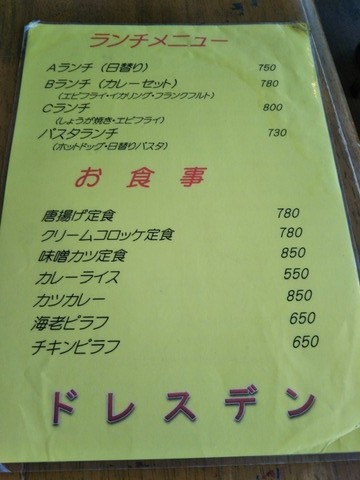 ランチメニュー
Aランチ（日替り） 750
Bランチ（カレーセット） 780
（エビフライ・イカリング・フランクフルト）
Cランチ 800
（しょうが焼き・エビフライ）
パスタランチ 730
（ホットドッグ・日替りパスタ）
お食事
唐揚げ定食 780
クリームコロッケ定食 780
味噌カツ定食 850
カレーライス 550
カツカレー 850
海老ピラフ 650
チキンピラフ 650
ドレスデン